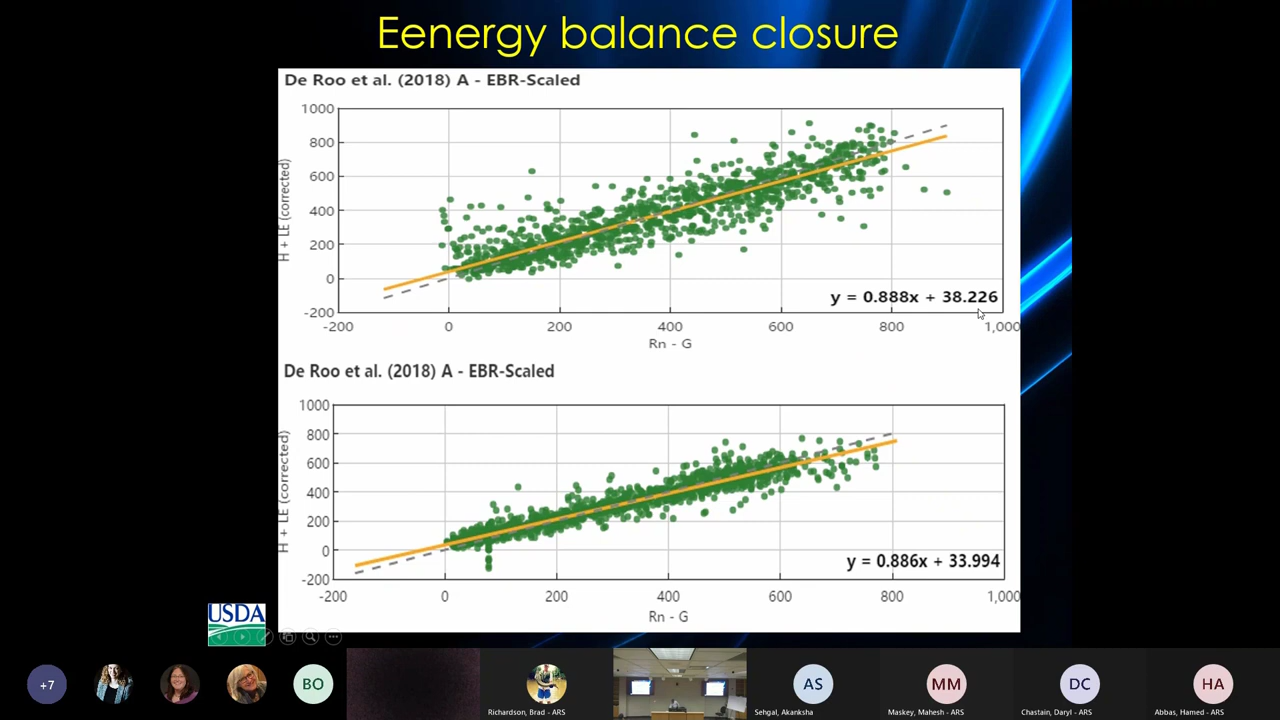 Eenergy balance closure
De Roo et al. (2018) A - EBR-Scaled
1000
800
600
400
200
0
-200
H + LE (corrected)
y = 0.888x + 38.226
-200 0 200 400 600 800 1,000
Rn - G
De Roo et al. (2018) A - EBR-Scaled
1000
800
600
400
200
0
-200
H + LE (corrected)
y = 0.886x + 33.994
-200 0 200 400 600 800 1,000
Rn - G
USDA
+7 BO AS MM DC HA
Richardson, Brad - ARS Sehgal, Akanksha Maskey, Mahesh - ARS Chastain, Daryl - ARS Abbas, Hamed - ARS